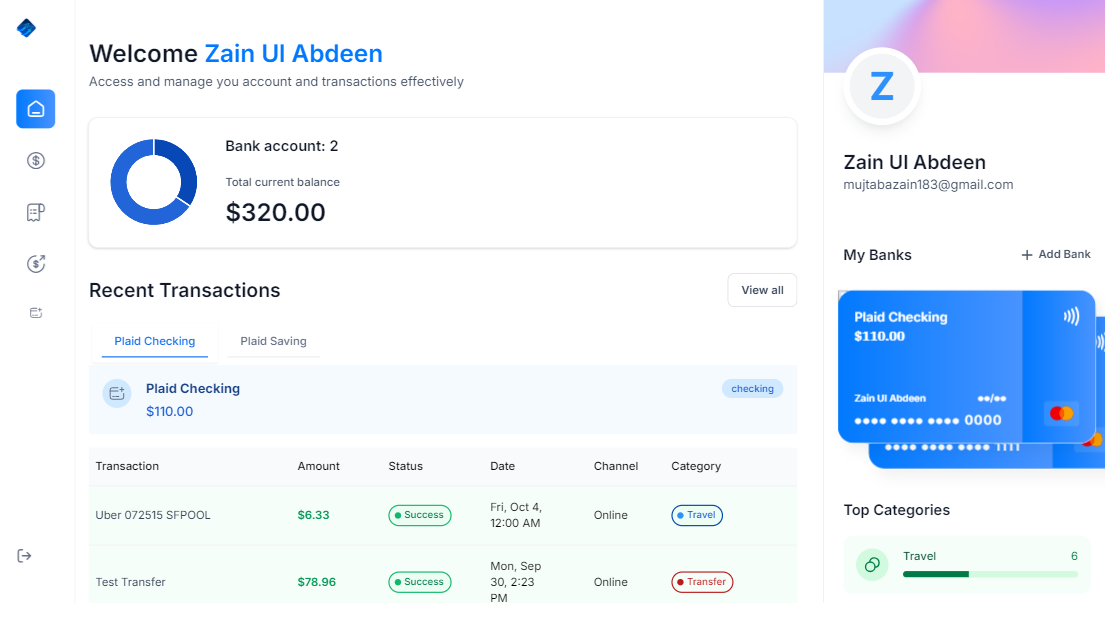 Welcome Zain Ul Abdeen
Access and manage you account and transactions effectively
Bank account: 2
Total current balance
$320.00
Recent Transactions
View all
Plaid Checking
Plaid Saving
Plaid Checking
$110.00
checking
Transaction Amount Status Date Channel Category
Uber 072515 SFPOOL $6.33 Success Fri, Oct 4, Online Travel
12:00 AM
Test Transfer $78.96 Success Mon, Sep Online Transfer
30, 2:23
PM
Z
Zain Ul Abdeen
mujtabazain183@gmail.com
My Banks
+ Add Bank
Plaid Checking
$110.00
Zain Ul Abdeen ●●/●●
●●●● ●●●● ●●●● 0000
●●●● ●●●● ●●●● 1111
Top Categories
Travel 6